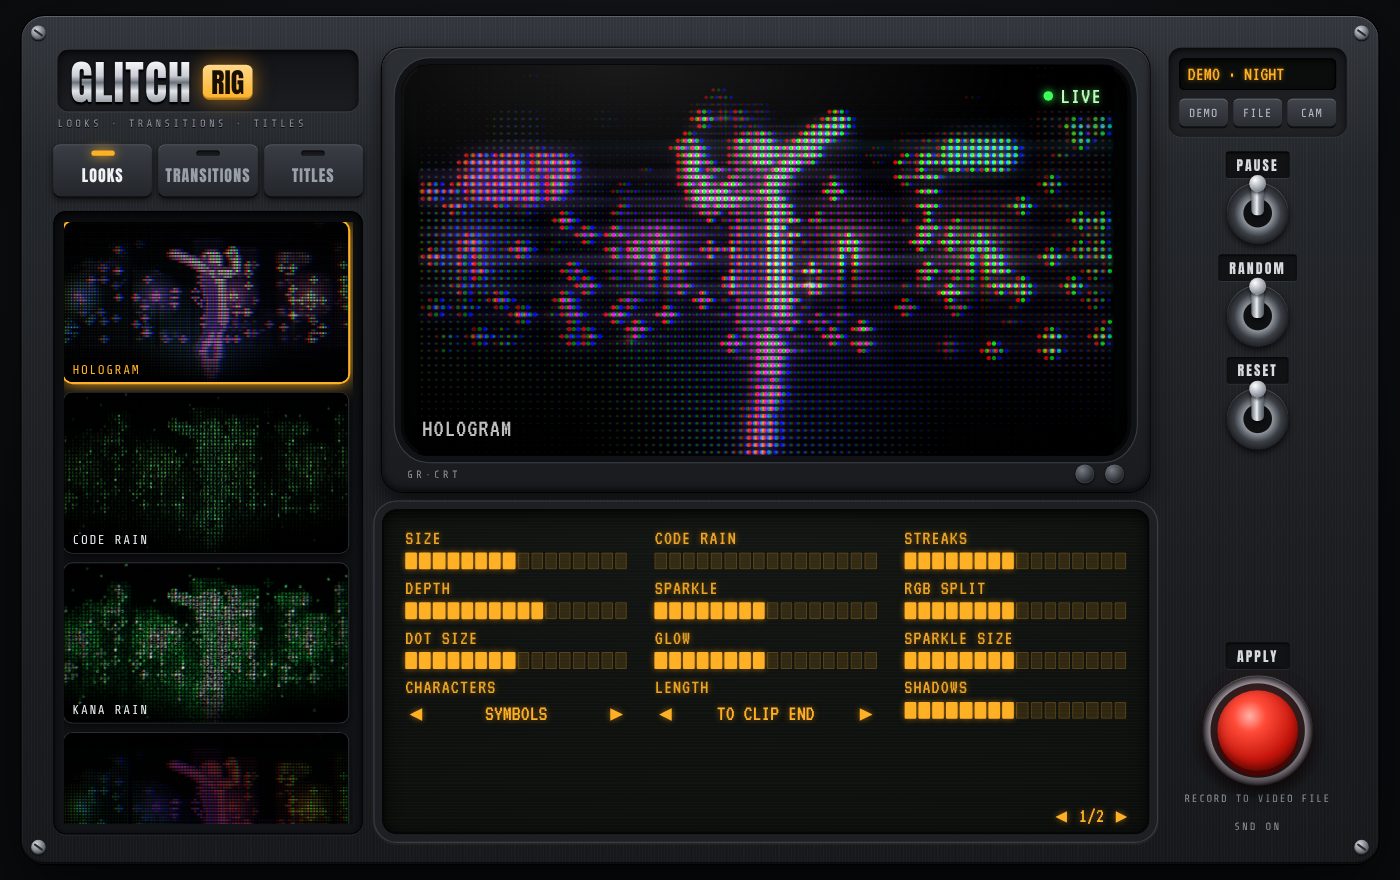 GLITCH RIG
LOOKS · TRANSITIONS · TITLES
LOOKS
TRANSITIONS
TITLES
HOLOGRAM
CODE RAIN
KANA RAIN
LIVE
HOLOGRAM
GR-CRT
SIZE
CODE RAIN
STREAKS
DEPTH
SPARKLE
RGB SPLIT
DOT SIZE
GLOW
SPARKLE SIZE
CHARACTERS
LENGTH
SHADOWS
◀ SYMBOLS ▶
◀ TO CLIP END ▶
◀ 1/2 ▶
DEMO · NIGHT
DEMO
FILE
CAM
PAUSE
RANDOM
RESET
APPLY
RECORD TO VIDEO FILE
SND ON